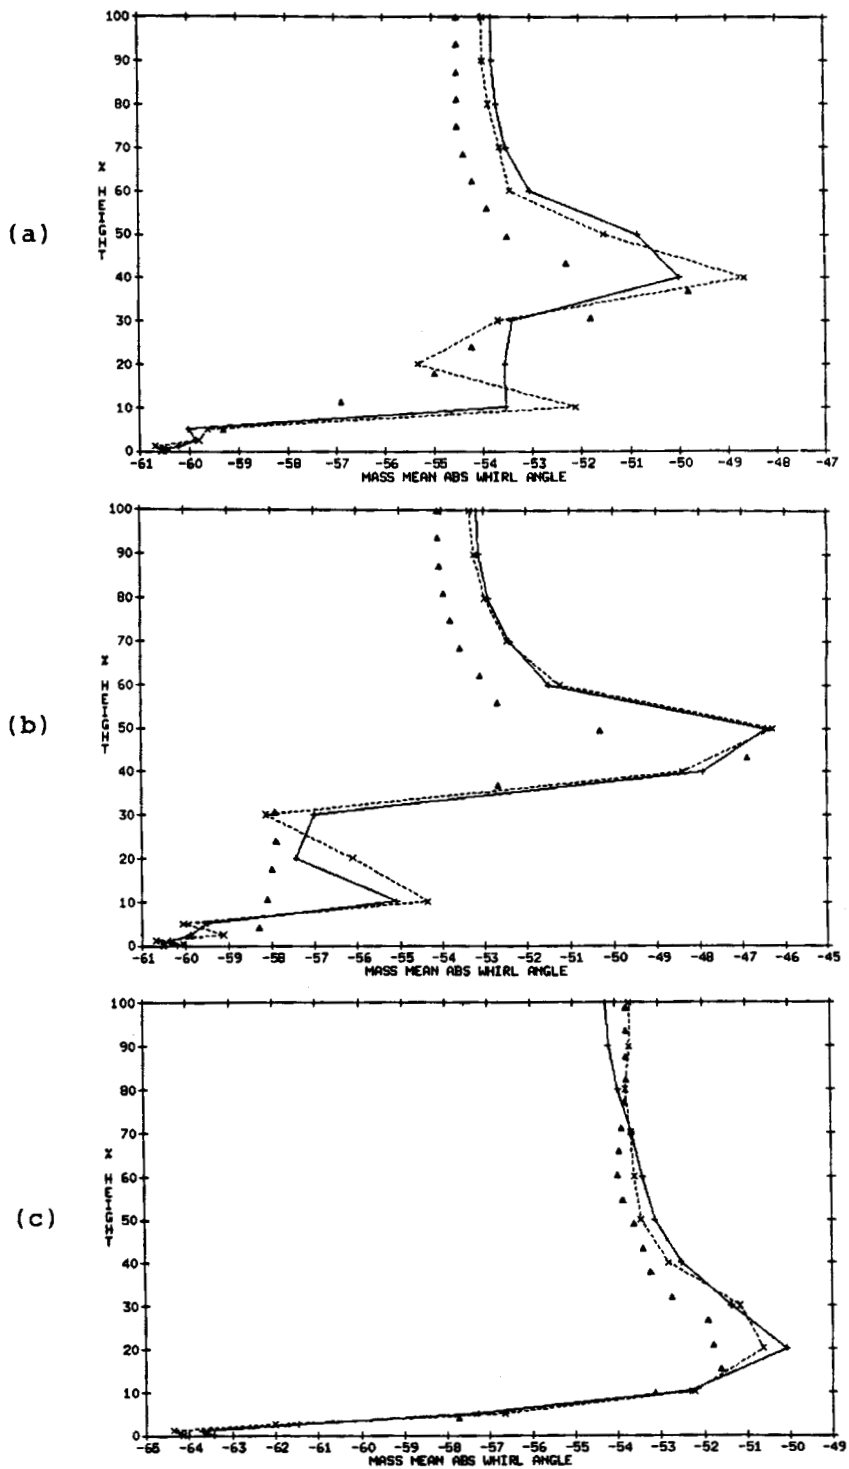 (a)
100
90
80
70
60
50
40
30
20
10
0
% HEIGHT
-61 -60 -59 -58 -57 -56 -55 -54 -53 -52 -51 -50 -49 -48 -47
MASS MEAN ABS WHIRL ANGLE
(b)
100
90
80
70
60
50
40
30
20
10
0
% HEIGHT
-61 -60 -59 -58 -57 -56 -55 -54 -53 -52 -51 -50 -49 -48 -47 -46 -45
MASS MEAN ABS WHIRL ANGLE
(c)
100
90
80
70
60
50
40
30
20
10
0
% HEIGHT
-65 -64 -63 -62 -61 -60 -59 -58 -57 -56 -55 -54 -53 -52 -51 -50 -49
MASS MEAN ABS WHIRL ANGLE